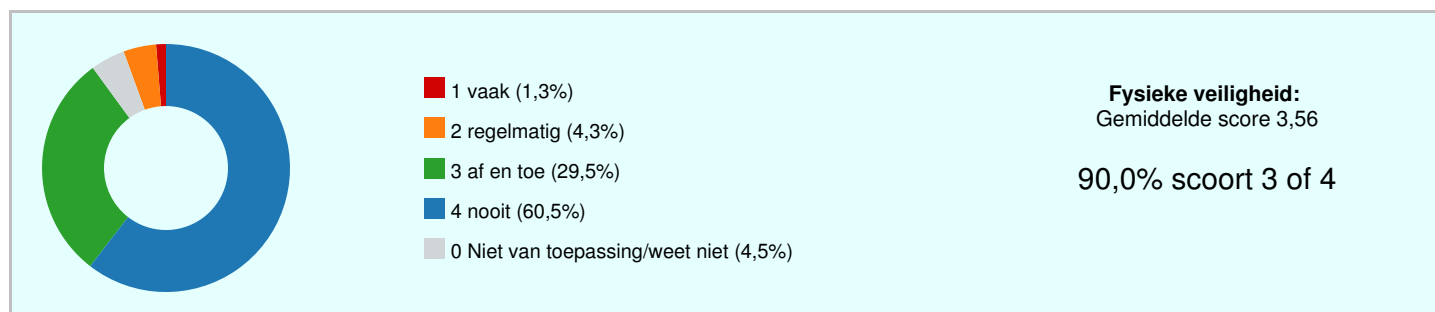 1 vaak (1,3%)
2 regelmatig (4,3%)
3 af en toe (29,5%)
4 nooit (60,5%)
0 Niet van toepassing/weet niet (4,5%)
Fysieke veiligheid:
Gemiddelde score 3,56
90,0% scoort 3 of 4